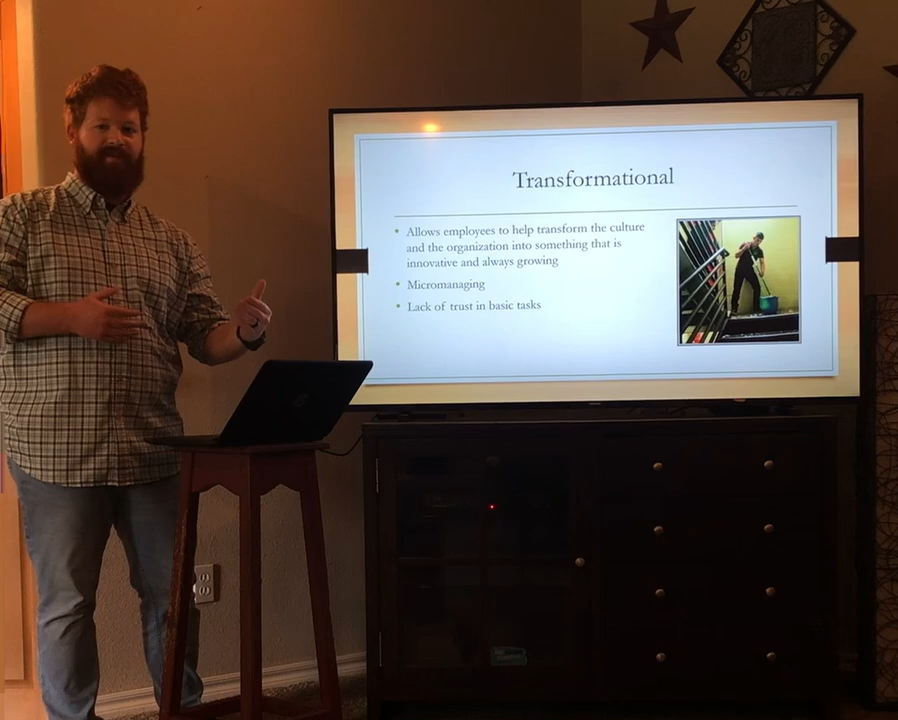 Transformational
Allows employees to help transform the culture
and the organization into something that is
innovative and always growing
Micromanaging
Lack of trust in basic tasks